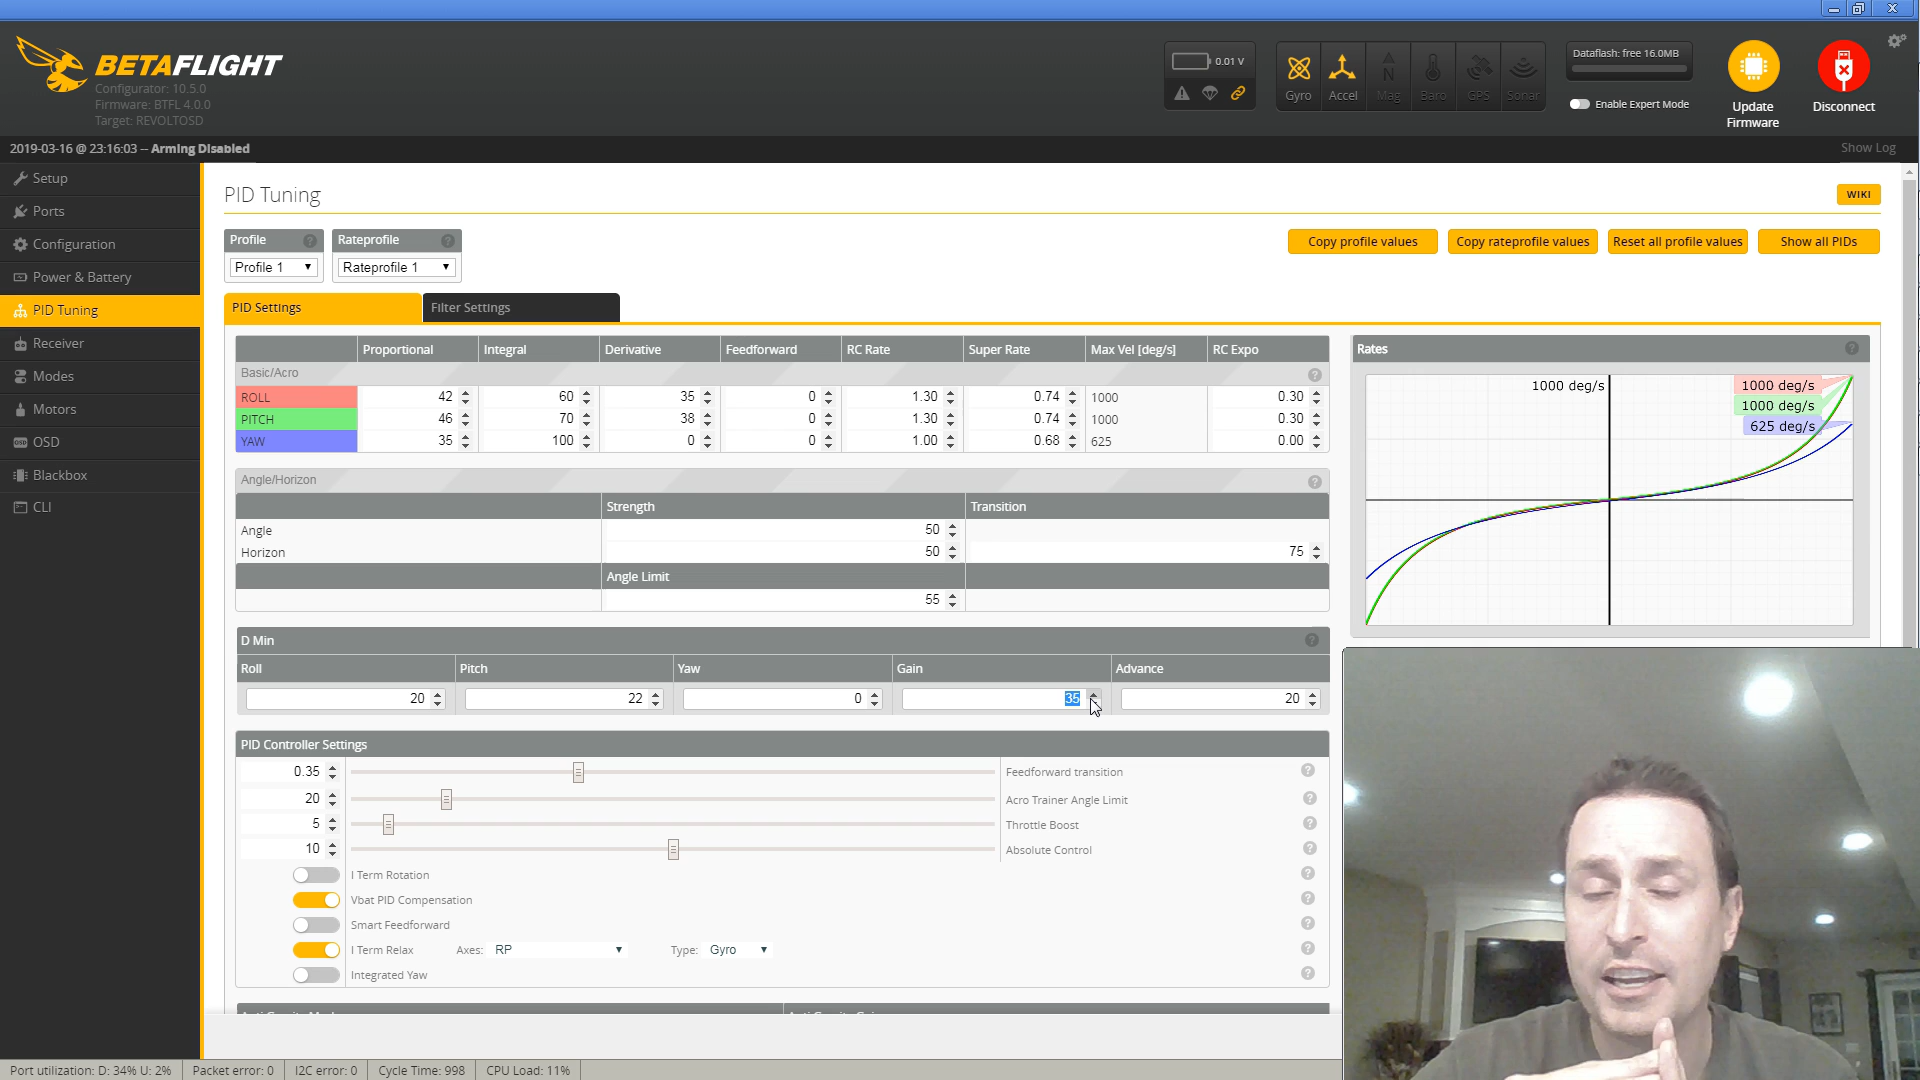 BETAFLIGHT
Configurator: 10.5.0
Firmware: BTFL 4.0.0
Target: REVOLTOSD
0.01 V
Gyro
Accel
Mag
Baro
GPS
Sonar
Dataflash: free 16.0MB
Enable Expert Mode
Update
Firmware
Disconnect
2019-03-16 @ 23:16:03 -- Arming Disabled
Show Log
Setup
Ports
Configuration
Power & Battery
PID Tuning
Receiver
Modes
Motors
OSD
Blackbox
CLI
PID Tuning
WIKI
Profile
Rateprofile
Profile 1
Rateprofile 1
Copy profile values
Copy rateprofile values
Reset all profile values
Show all PIDs
PID Settings
Filter Settings
Proportional Integral Derivative Feedforward RC Rate Super Rate Max Vel [deg/s] RC Expo
Basic/Acro
ROLL 42 60 35 0 1.30 0.74 1000 0.30
PITCH 46 70 38 0 1.30 0.74 1000 0.30
YAW 35 100 0 0 1.00 0.68 625 0.00
Rates
1000 deg/s
1000 deg/s
1000 deg/s
625 deg/s
Angle/Horizon
Strength Transition
Angle 50
Horizon 50 75
Angle Limit
55
D Min
Roll Pitch Yaw Gain Advance
20 22 0 35 20
PID Controller Settings
0.35 Feedforward transition
20 Acro Trainer Angle Limit
5 Throttle Boost
10 Absolute Control
I Term Rotation
Vbat PID Compensation
Smart Feedforward
I Term Relax Axes: RP Type: Gyro
Integrated Yaw
Port utilization: D: 34% U: 2% Packet error: 0 I2C error: 0 Cycle Time: 998 CPU Load: 11%